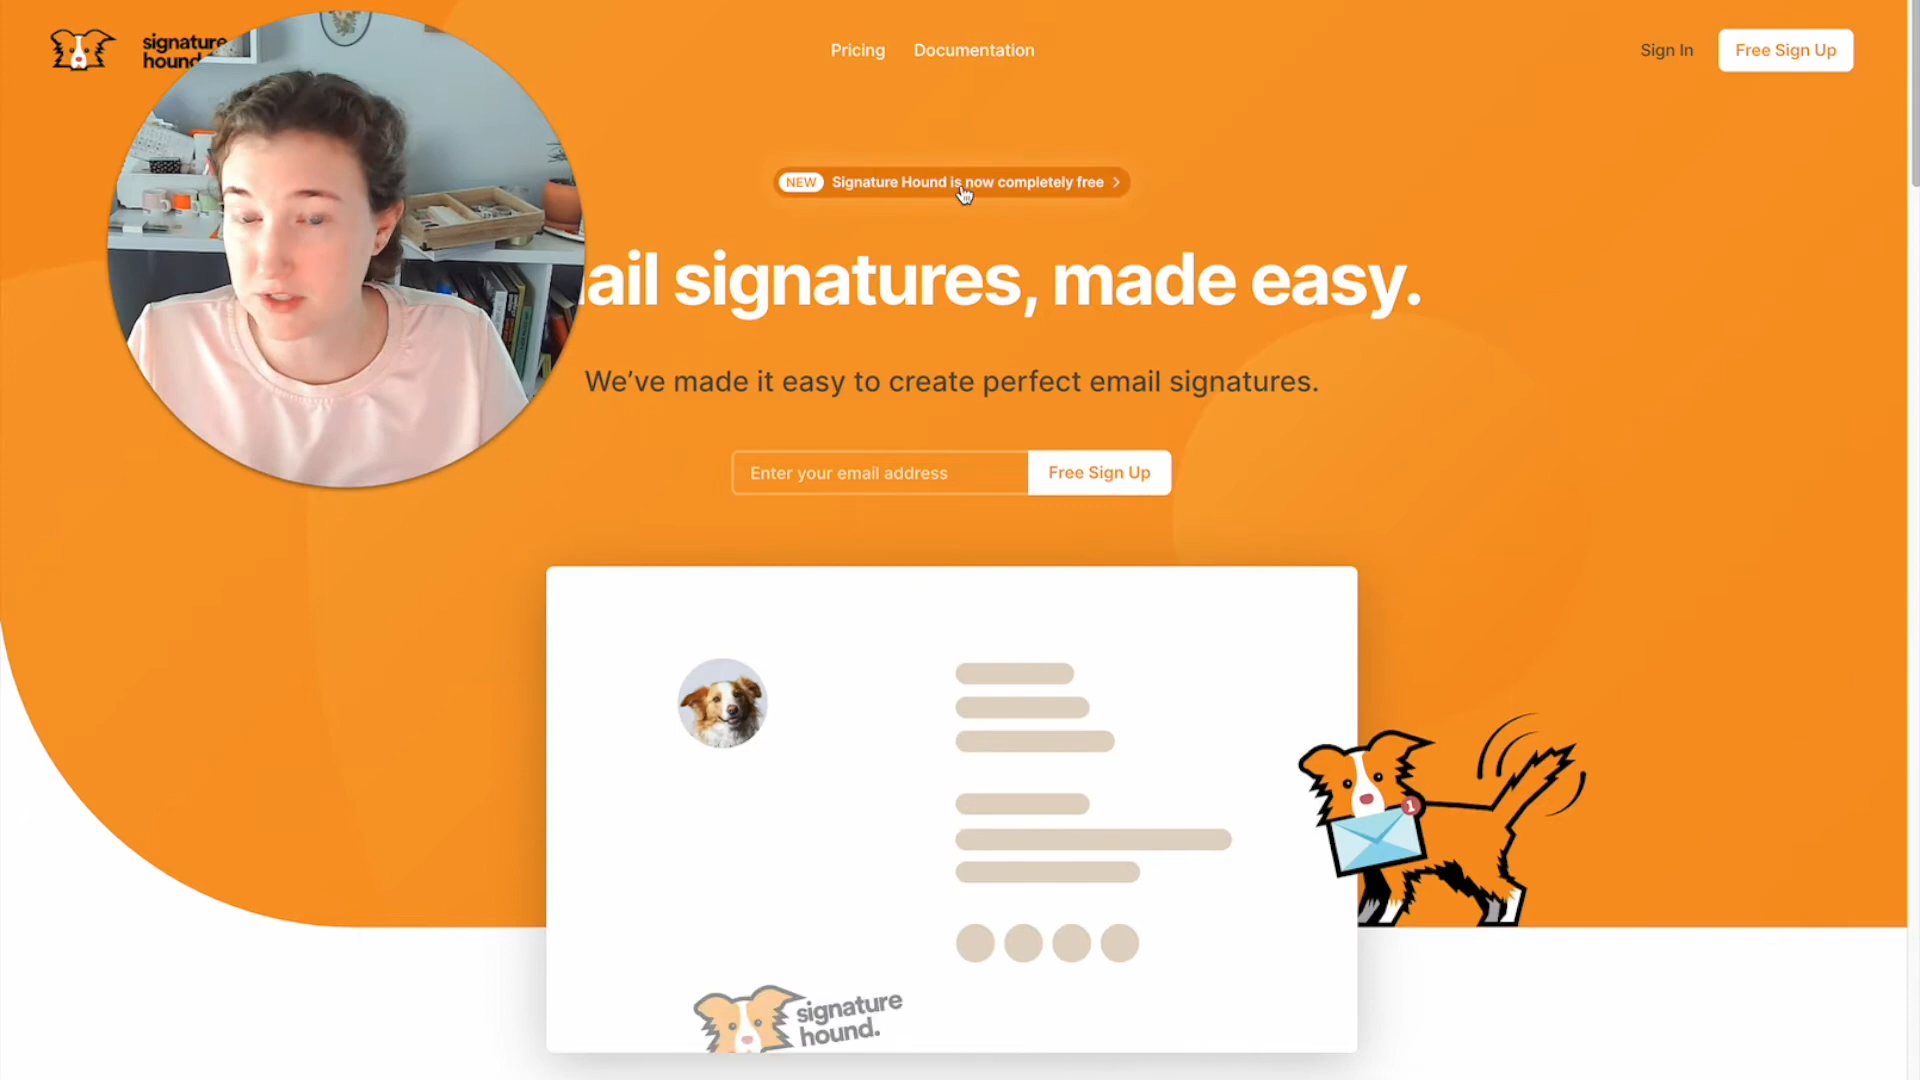 signature
hound.
Pricing
Documentation
Sign In
Free Sign Up
NEW Signature Hound is now completely free
ail signatures, made easy.
We've made it easy to create perfect email signatures.
Enter your email address
Free Sign Up
1
signature
hound.